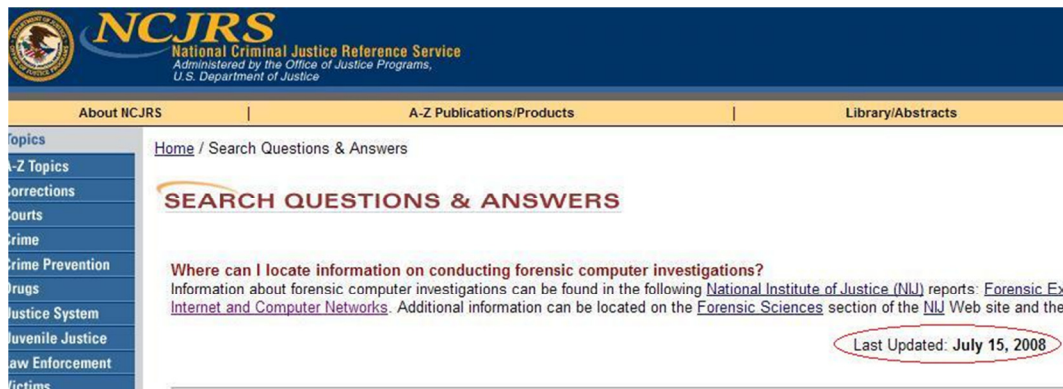 NCJRS
National Criminal Justice Reference Service
Administered by the Office of Justice Programs,
U.S. Department of Justice
About NCJRS | A-Z Publications/Products | Library/Abstracts
Topics
A-Z Topics
Corrections
Courts
Crime
Crime Prevention
Drugs
Justice System
Juvenile Justice
Law Enforcement
Victims
Home / Search Questions & Answers
SEARCH QUESTIONS & ANSWERS
Where can I locate information on conducting forensic computer investigations?
Information about forensic computer investigations can be found in the following National Institute of Justice (NIJ) reports: Forensic Ex
Internet and Computer Networks. Additional information can be located on the Forensic Sciences section of the NIJ Web site and the
Last Updated: July 15, 2008